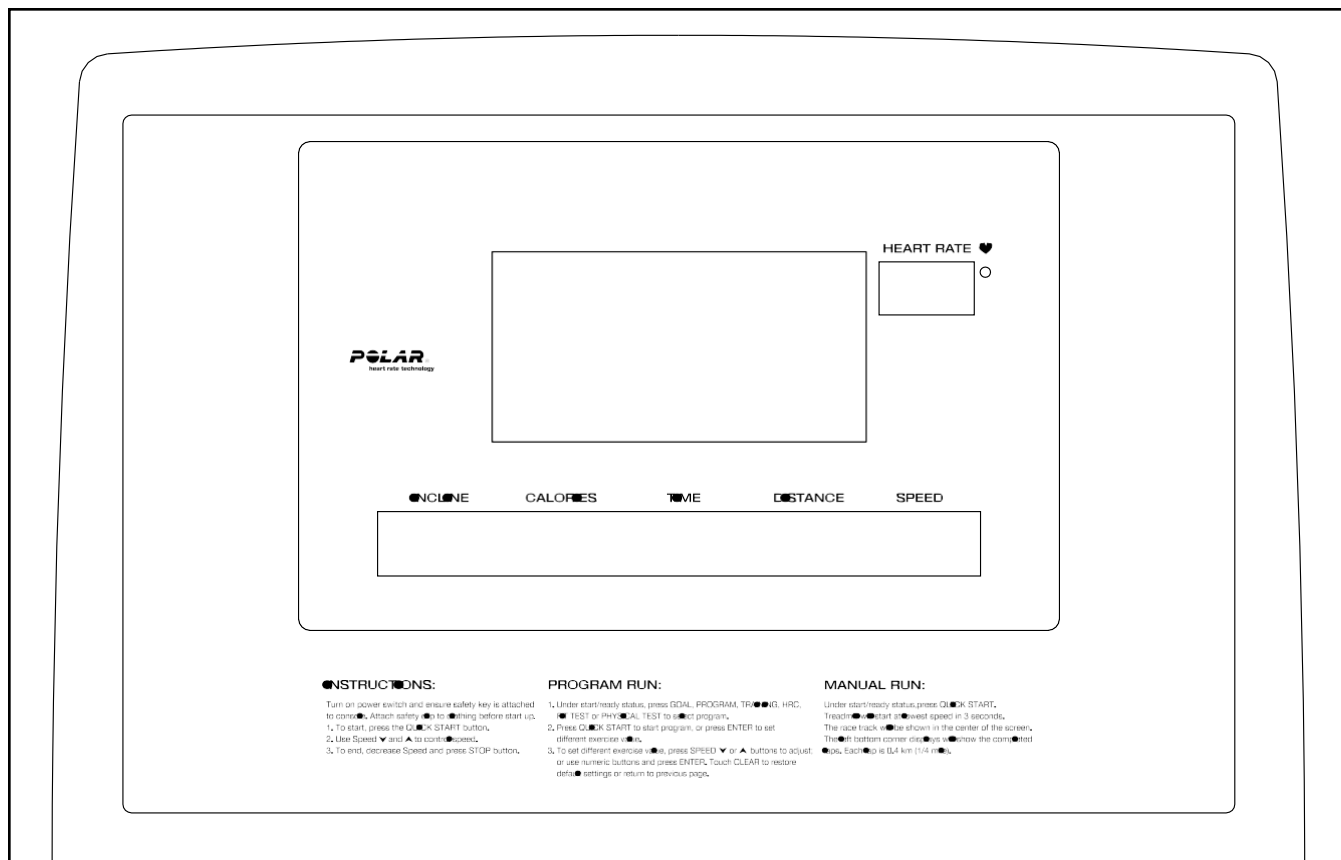 HEART RATE
POLAR
heart rate technology
INCLINE CALORIES TIME DISTANCE SPEED
INSTRUCTIONS:
Turn on power switch and ensure safety key is attached
to console. Attach safety clip to clothing before start up.
1. To start, press the QUICK START button.
2. Use Speed ▼ and ▲ to control speed.
3. To end, decrease Speed and press STOP button.
PROGRAM RUN:
1. Under start/ready status, press GOAL, PROGRAM, TRAINING, HRC,
FIT TEST or PHYSICAL TEST to select program.
2. Press QUICK START to start program, or press ENTER to set
different exercise value.
3. To set different exercise value, press SPEED ▼ or ▲ buttons to adjust,
or use numeric buttons and press ENTER. Touch CLEAR to restore
default settings or return to previous page.
MANUAL RUN:
Under start/ready status,press QUICK START.
Treadmill will start at lowest speed in 3 seconds.
The race track will be shown in the center of the screen.
The left bottom corner displays will show the completed
laps. Each lap is 0.4 km (1/4 mile).